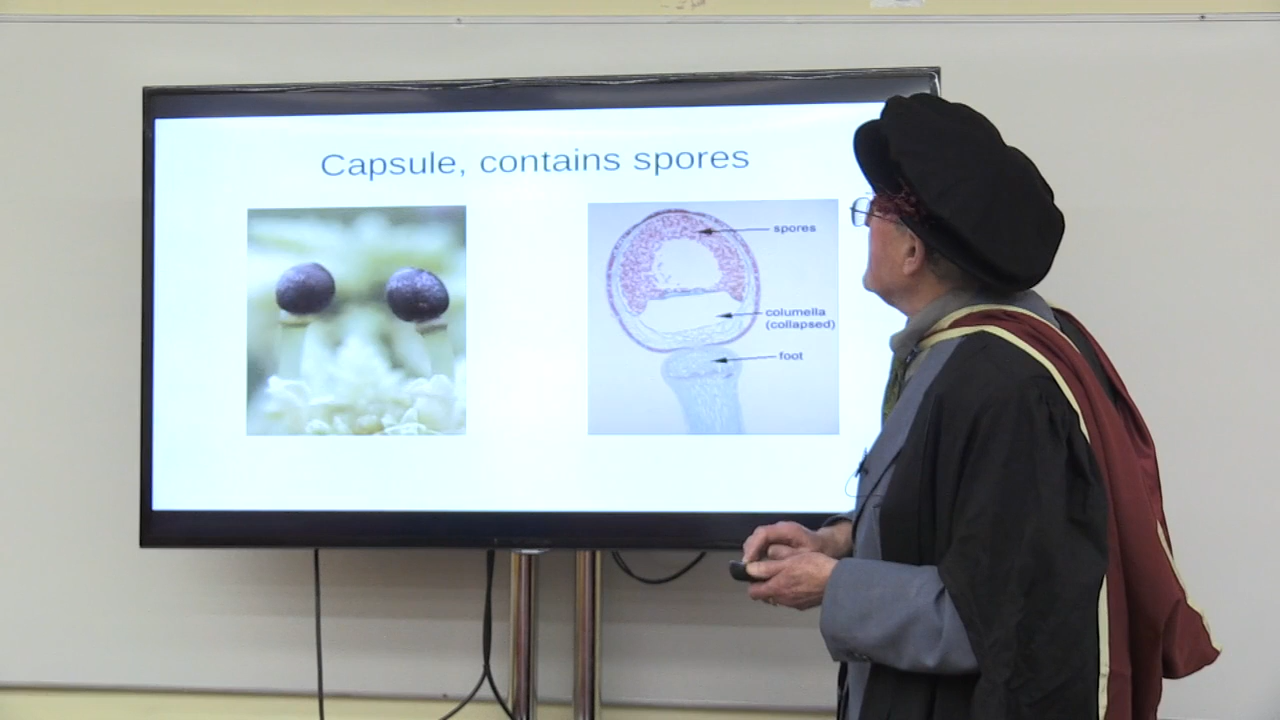 Capsule, contains spores
spores
columella
(collapsed)
foot